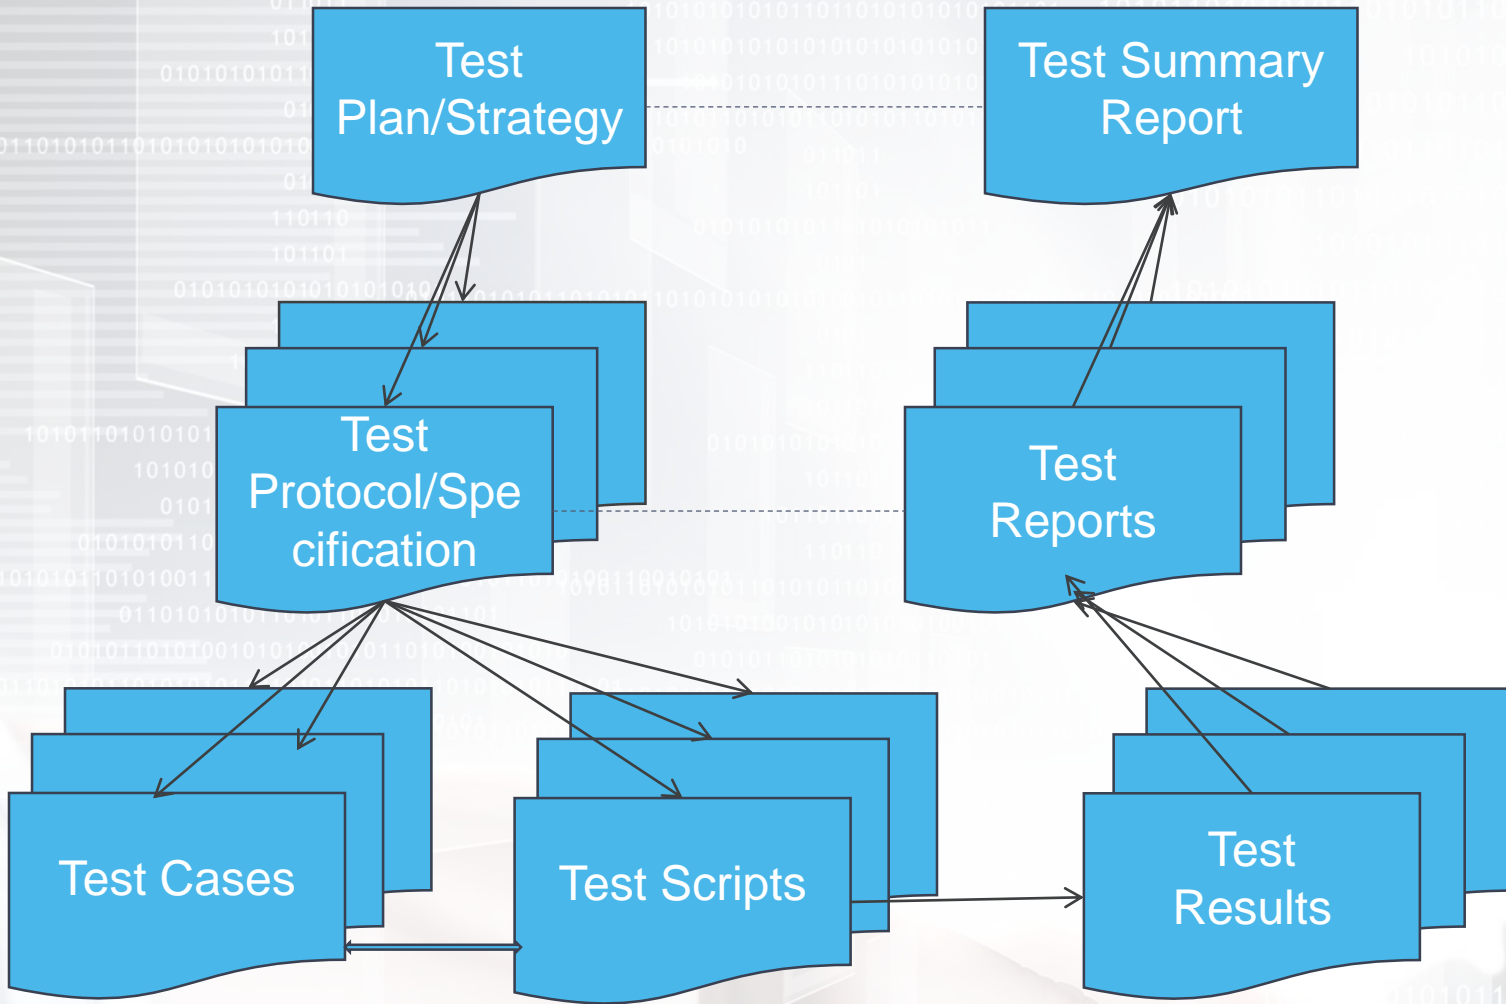 Test
Plan/Strategy
Test Summary
Report
Test
Protocol/Spe
cification
Test
Reports
Test Cases
Test Scripts
Test
Results